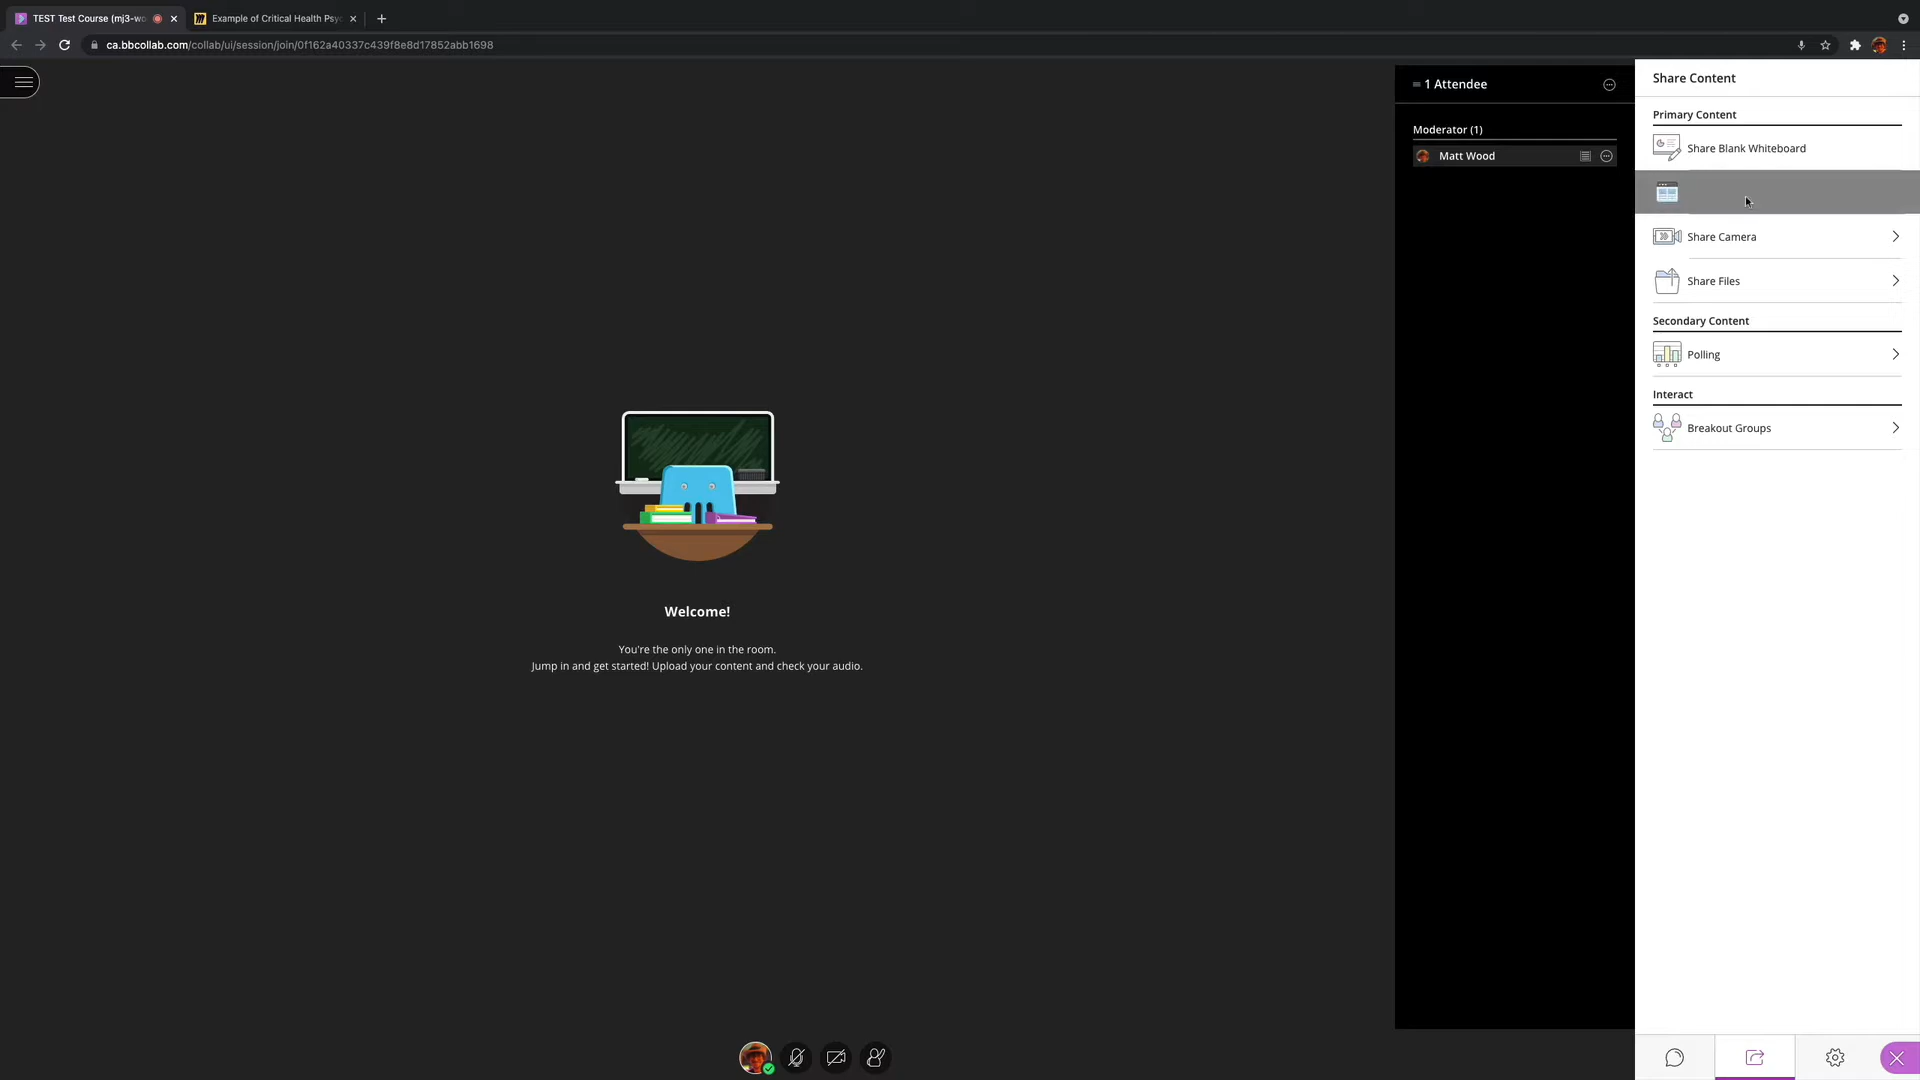 TEST Test Course (mj3-wo
Example of Critical Health Psyc
ca.bbcollab.com/collab/ui/session/join/0f162a40337c439f8e8d17852abb1698
1 Attendee
Moderator (1)
Matt Wood
Share Content
Primary Content
Share Blank Whiteboard
Share Camera
Share Files
Secondary Content
Polling
Interact
Breakout Groups
Welcome!
You're the only one in the room.
Jump in and get started! Upload your content and check your audio.